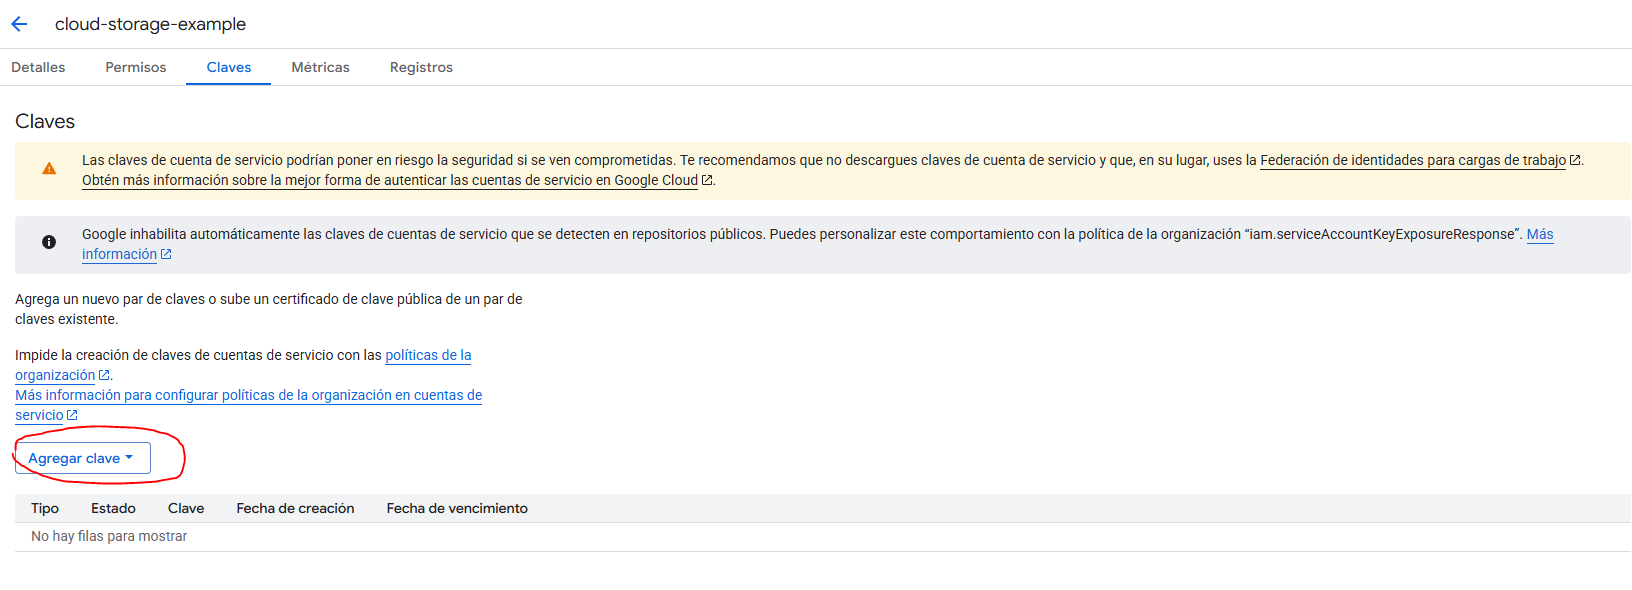 cloud-storage-example
Detalles Permisos Claves Métricas Registros
Claves
Las claves de cuenta de servicio podrían poner en riesgo la seguridad si se ven comprometidas. Te recomendamos que no descargues claves de cuenta de servicio y que, en su lugar, uses la Federación de identidades para cargas de trabajo.
Obtén más información sobre la mejor forma de autenticar las cuentas de servicio en Google Cloud.
Google inhabilita automáticamente las claves de cuentas de servicio que se detecten en repositorios públicos. Puedes personalizar este comportamiento con la política de la organización “iam.serviceAccountKeyExposureResponse”. Más
información
Agrega un nuevo par de claves o sube un certificado de clave pública de un par de
claves existente.
Impide la creación de claves de cuentas de servicio con las políticas de la
organización.
Más información para configurar políticas de la organización en cuentas de
servicio
Agregar clave
Tipo Estado Clave Fecha de creación Fecha de vencimiento
No hay filas para mostrar